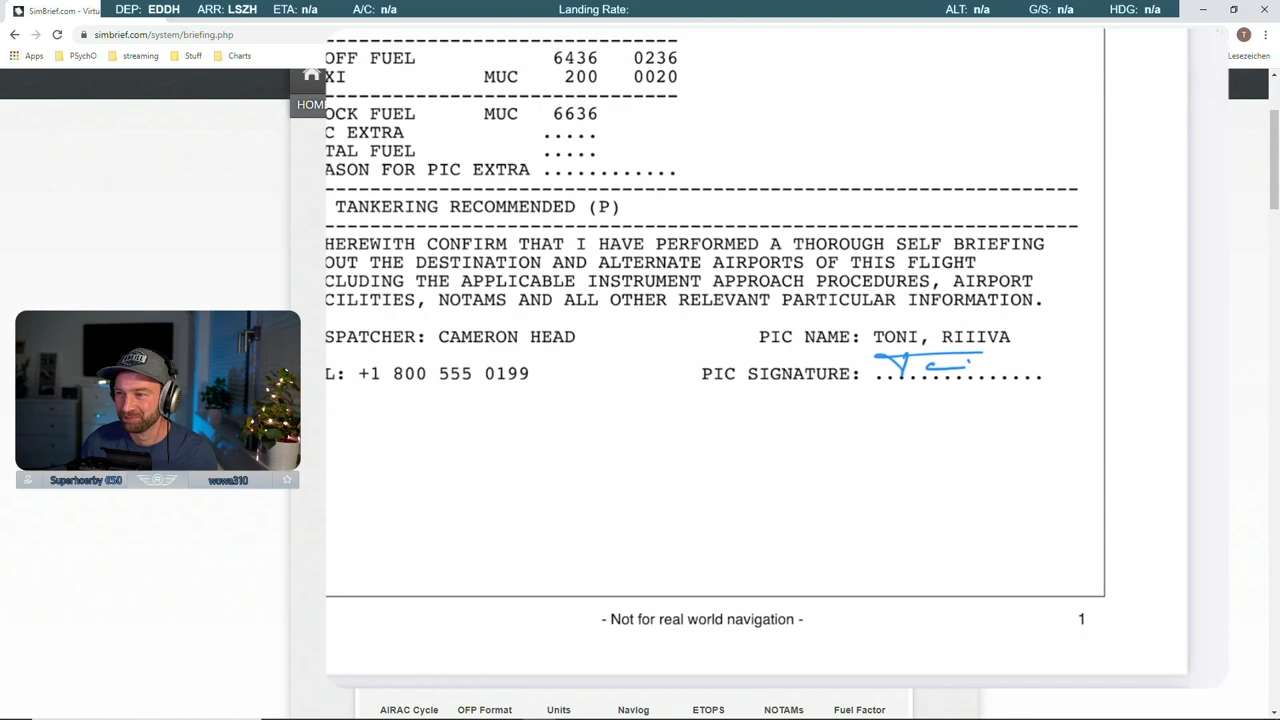 SimBrief.com - Virtu
DEP: EDDH ARR: LSZH ETA: n/a A/C: n/a Landing Rate: ALT: n/a G/S: n/a HDG: n/a
simbrief.com/system/briefing.php
T
Apps PSychO streaming Stuff Charts Lesezeichen
HOM
OFF FUEL 6436 0236
XI MUC 200 0020
OCK FUEL MUC 6636
C EXTRA .....
TAL FUEL .....
ASON FOR PIC EXTRA ............
TANKERING RECOMMENDED (P)
HEREWITH CONFIRM THAT I HAVE PERFORMED A THOROUGH SELF BRIEFING
OUT THE DESTINATION AND ALTERNATE AIRPORTS OF THIS FLIGHT
CLUDING THE APPLICABLE INSTRUMENT APPROACH PROCEDURES, AIRPORT
CILITIES, NOTAMS AND ALL OTHER RELEVANT PARTICULAR INFORMATION.
SPATCHER: CAMERON HEAD PIC NAME: TONI, RIIIVA
L: +1 800 555 0199 PIC SIGNATURE: ...............
Superhoerby €50 R wowa310
- Not for real world navigation - 1
AIRAC Cycle OFP Format Units Navlog ETOPS NOTAMs Fuel Factor